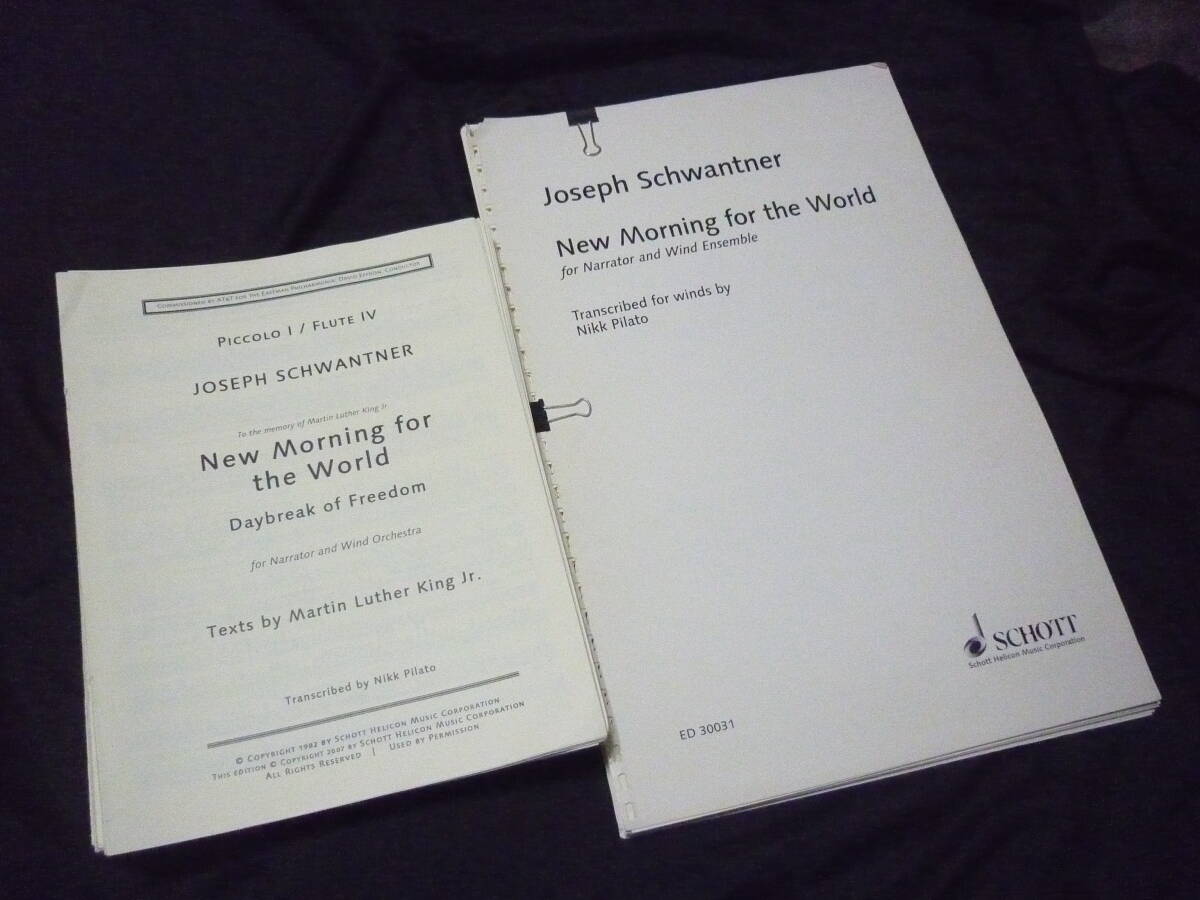 COMMISSIONED BY AT&T FOR THE EASTMAN PHILHARMONIA, DAVID EFFRON, CONDUCTOR
PICCOLO I / FLUTE IV
JOSEPH SCHWANTNER
To the memory of Martin Luther King Jr.
New Morning for
the World
Daybreak of Freedom
for Narrator and Wind Orchestra
Texts by Martin Luther King Jr.
Transcribed by Nikk Pilato
© COPYRIGHT 1982 BY SCHOTT HELICON MUSIC CORPORATION
THIS EDITION © COPYRIGHT 2007 BY SCHOTT HELICON MUSIC CORPORATION
ALL RIGHTS RESERVED | USED BY PERMISSION
Joseph Schwantner
New Morning for the World
for Narrator and Wind Ensemble
Transcribed for winds by
Nikk Pilato
SCHOTT
Schott Helicon Music Corporation
ED 30031